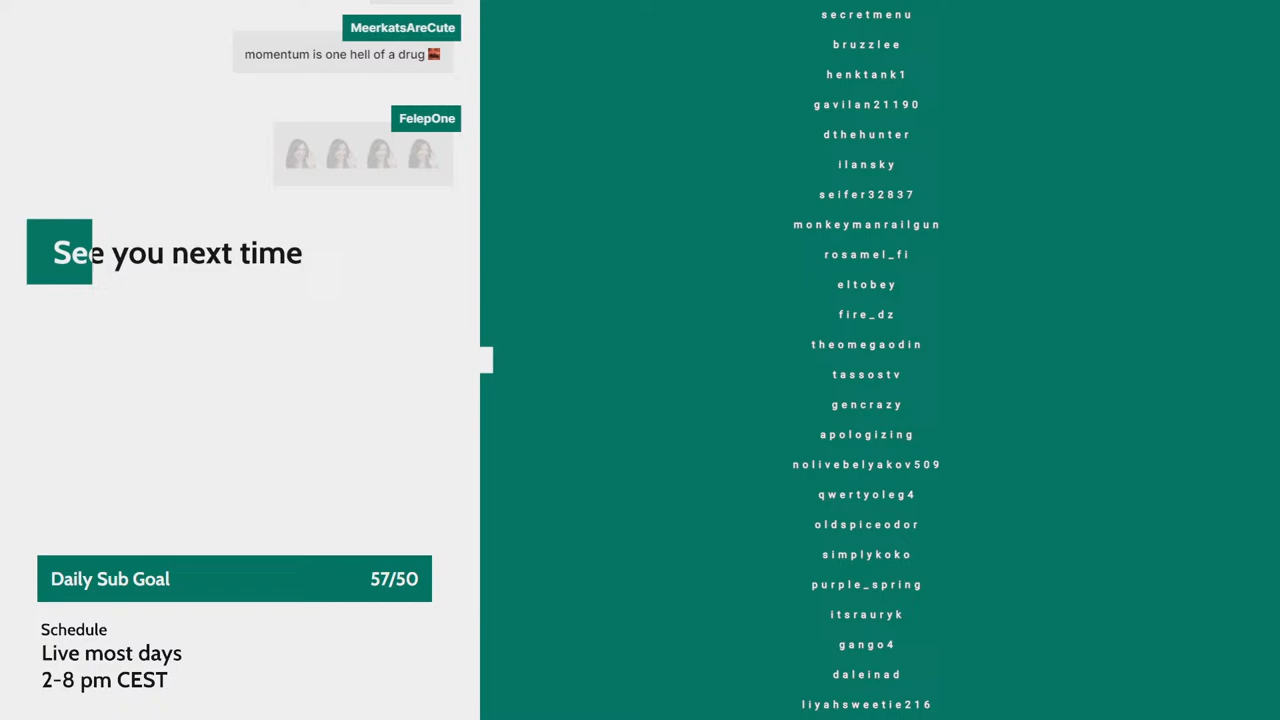 MeerkatsAreCute
momentum is one hell of a drug
FelepOne
See you next time
Daily Sub Goal 57/50
Schedule
Live most days
2-8 pm CEST
secretmenu
bruzzlee
henktank1
gavilan21190
dthehunter
ilansky
seifer32837
monkeymanrailgun
rosamel_fi
eltobey
fire_dz
theomegaodin
tassostv
gencrazy
apologizing
nolivebelyakov509
qwertyoleg4
oldspiceodor
simplykoko
purple_spring
itsrauryk
gango4
daleinad
liyahsweetie216